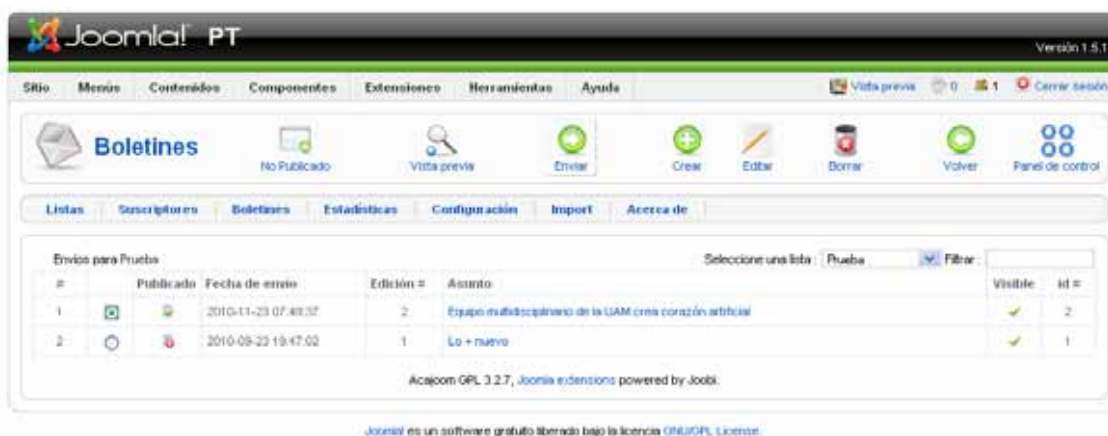 Joomla! PT
Versión 1.5.1
Sitio Menús Contenidos Componentes Extensiones Herramientas Ayuda Vista previa 0 1 Cerrar sesión
Boletines No Publicado Vista previa Enviar Crear Editar Borrar Volver Panel de control
Listas Suscriptores Boletines Estadísticas Configuración Import Acerca de
Envíos para Prueba Seleccione una lista : Prueba Filtrar :
# Publicado Fecha de envío Edición # Asunto Visible id #
1 2010-11-23 07:49:37 2 Equipo multidisciplinario de la UAM crea corazón artificial 2
2 2010-09-23 19:47:02 1 Lo + nuevo 1
Acajoom GPL 3.2.7, Joomla extensions powered by Joobi.
Joomla! es un software gratuito liberado bajo la licencia GNU/GPL License.